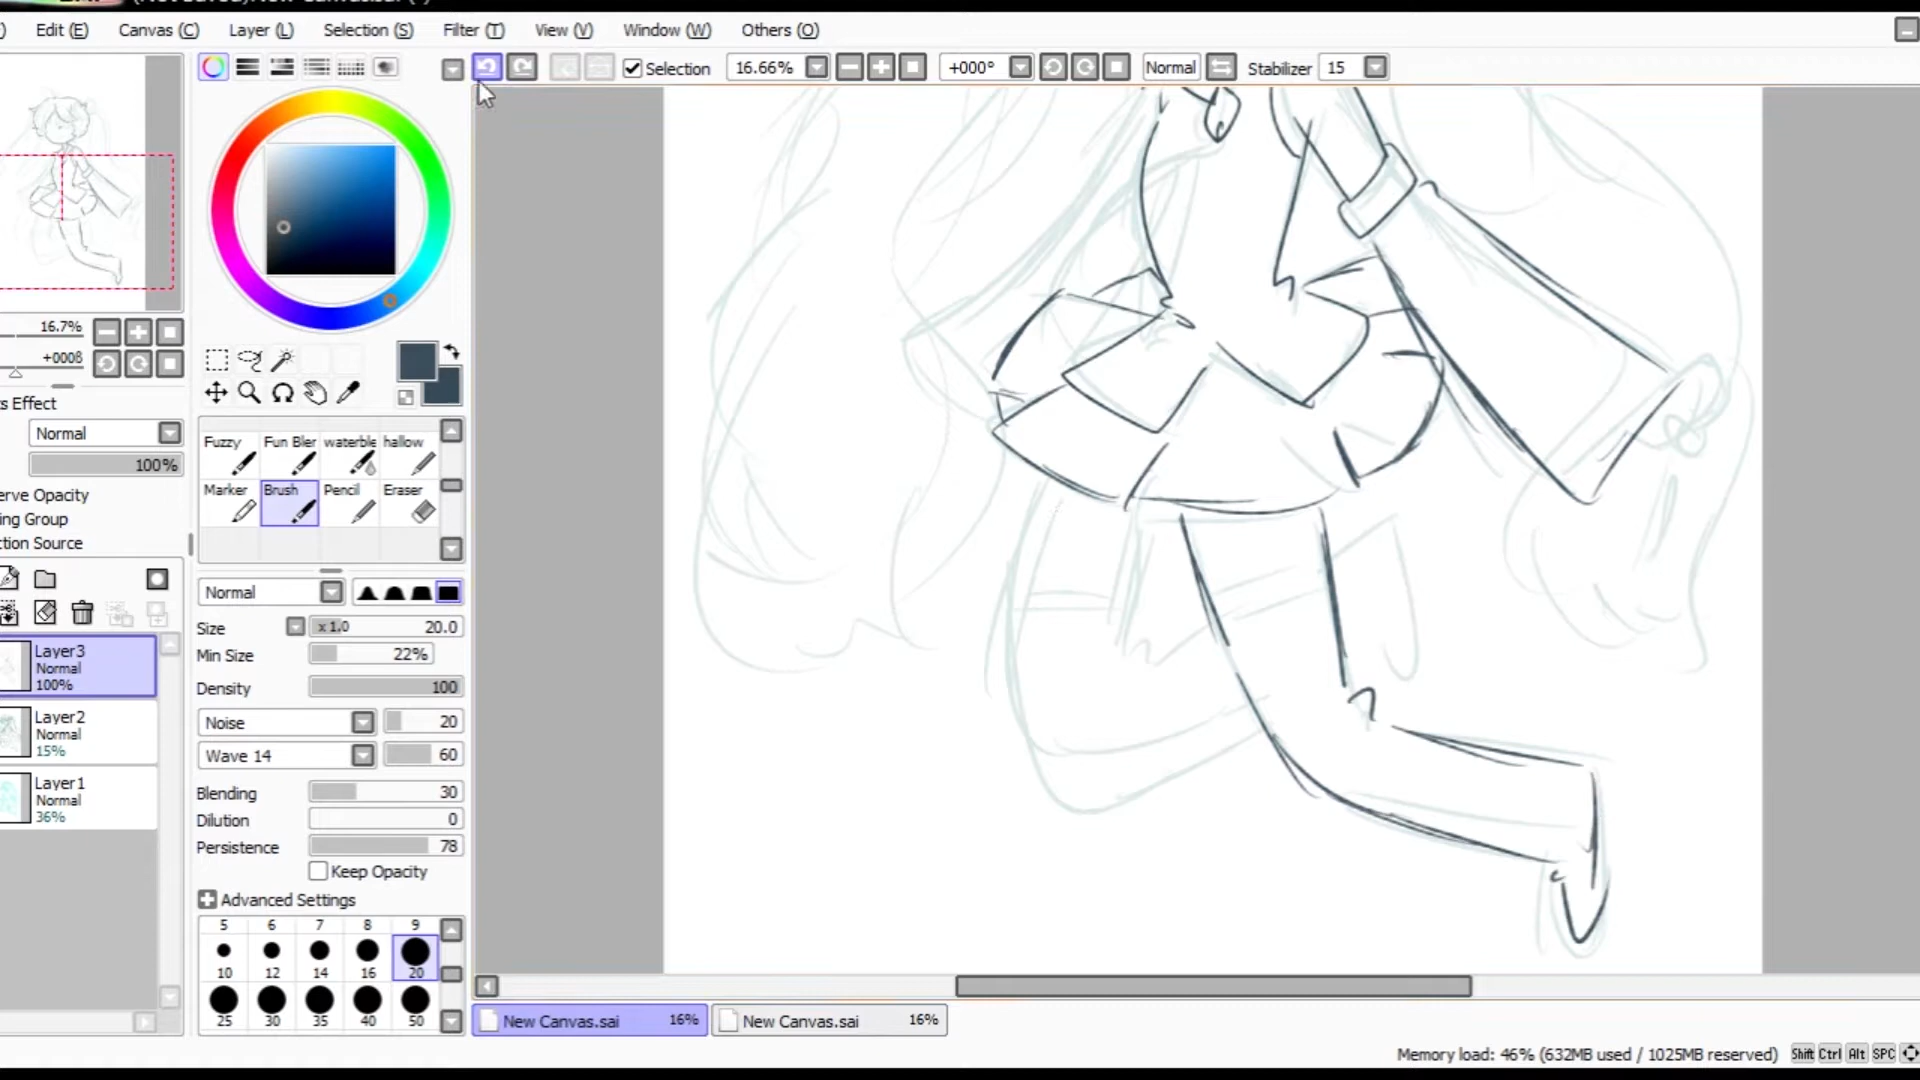 Edit (E) Canvas (C) Layer (L) Selection (S) Filter (T) View (V) Window (W) Others (O)
Selection 16.66% +000° Normal Stabilizer 15
16.7%
+000ß
s Effect
Normal
100%
erve Opacity
ing Group
ction Source
Layer3
Normal
100%
Layer2
Normal
15%
Layer1
Normal
36%
Fuzzy Fun Bler waterble hallow
Marker Brush Pencil Eraser
Normal
Size x 1.0 20.0
Min Size 22%
Density 100
Noise 20
Wave 14 60
Blending 30
Dilution 0
Persistence 78
Keep Opacity
Advanced Settings
5 6 7 8 9
10 12 14 16 20
25 30 35 40 50
New Canvas.sai 16% New Canvas.sai 16%
Memory load: 46% (632MB used / 1025MB reserved) Shift Ctrl Alt SPC